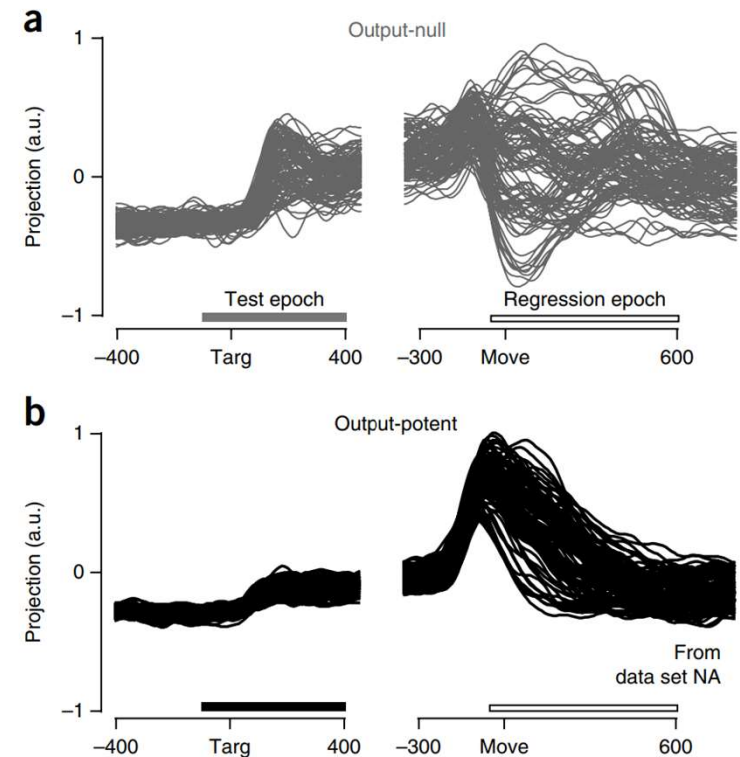 a
Output-null
1
0
−1
Projection (a.u.)
Test epoch
Regression epoch
−400 Targ 400 −300 Move 600
b
Output-potent
1
0
−1
Projection (a.u.)
From
data set NA
−400 Targ 400 −300 Move 600